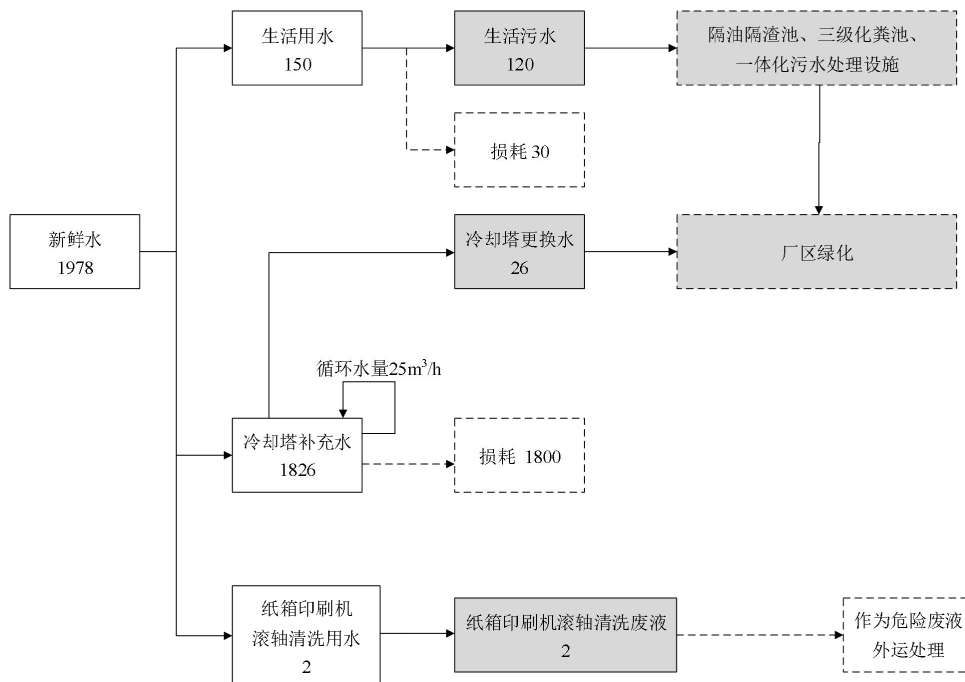 生活用水
150
生活污水
120
隔油隔渣池、三级化粪池、
一体化污水处理设施
损耗 30
新鲜水
1978
冷却塔更换水
26
厂区绿化
循环水量25m³/h
冷却塔补充水
1826
损耗 1800
纸箱印刷机
滚轴清洗用水
2
纸箱印刷机滚轴清洗废液
2
作为危险废液
外运处理